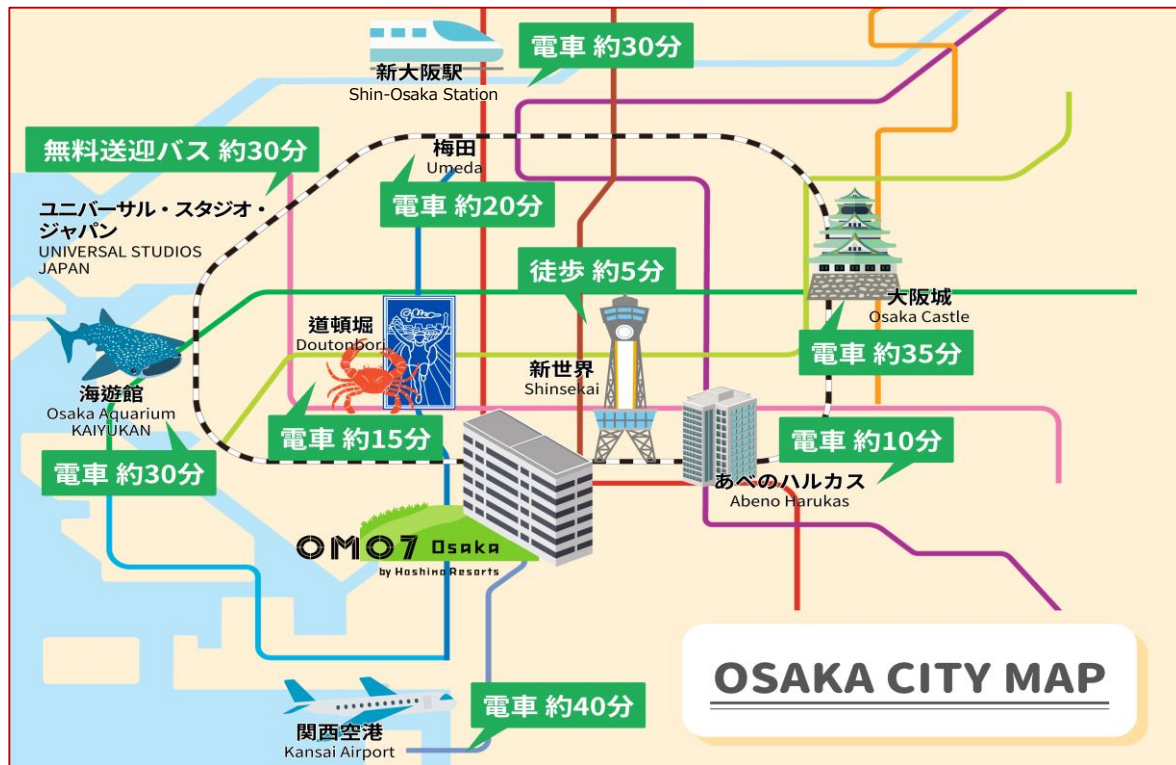 電車 約30分
新大阪駅
Shin-Osaka Station
無料送迎バス 約30分
梅田
Umeda
電車 約20分
ユニバーサル・スタジオ・
ジャパン
UNIVERSAL STUDIOS
JAPAN
徒歩 約5分
大阪城
Osaka Castle
電車 約35分
道頓堀
Doutonbori
新世界
Shinsekai
海遊館
Osaka Aquarium
KAIYUKAN
電車 約15分
電車 約10分
電車 約30分
あべのハルカス
Abeno Harukas
OMO7 Osaka
by Hoshino Resorts
OSAKA CITY MAP
電車 約40分
関西空港
Kansai Airport